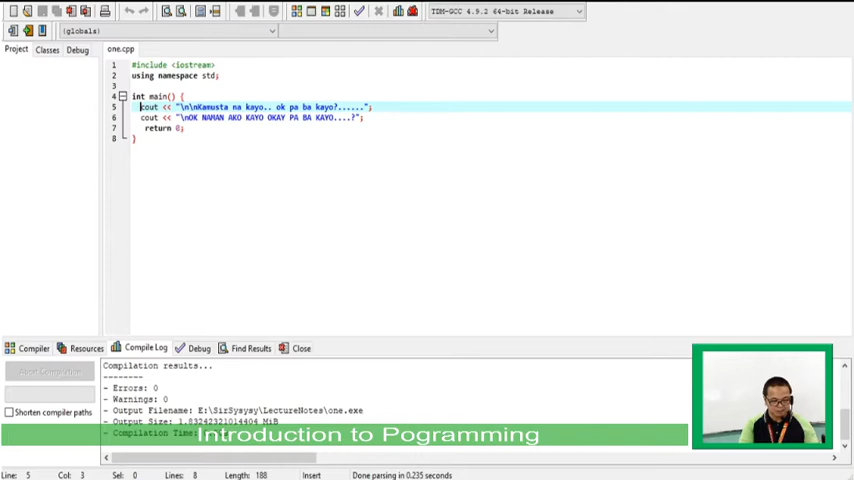 TDM-GCC 4.9.2 64-bit Release
(globals)
Project Classes Debug one.cpp
1 #include <iostream>
2 using namespace std;
3
4 int main() {
5 cout << "\n\nKamusta na kayo.. ok pa ba kayo?......";
6 cout << "\nOK NAMAN AKO KAYO OKAY PA BA KAYO....?";
7 return 0;
8 }
Compiler Resources Compile Log Debug Find Results Close
Abort Compilation
Shorten compiler paths
Compilation results...
--------
- Errors: 0
- Warnings: 0
- Output Filename: E:\SirSysysy\LectureNotes\one.exe
- Output Size: 1.83242321014404 MiB
- Compilation Time:
Introduction to Pogramming
Line: 5 Col: 3 Sel: 0 Lines: 8 Length: 188 Insert Done parsing in 0.235 seconds